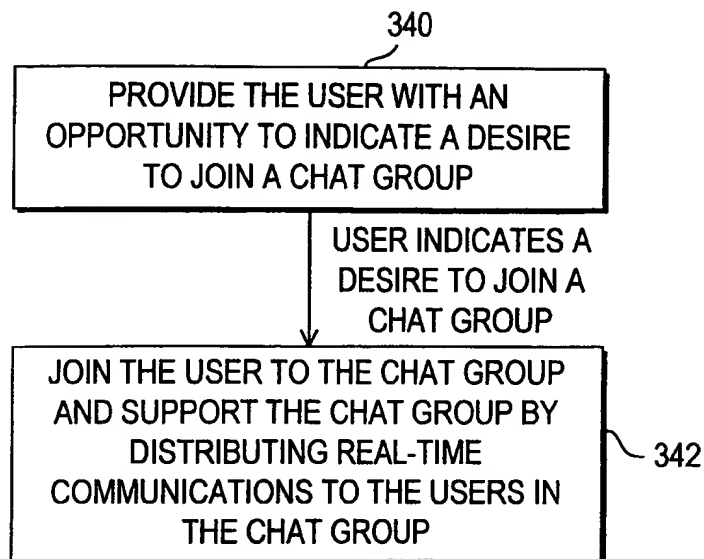 340
PROVIDE THE USER WITH AN
OPPORTUNITY TO INDICATE A DESIRE
TO JOIN A CHAT GROUP
USER INDICATES A
DESIRE TO JOIN A
CHAT GROUP
JOIN THE USER TO THE CHAT GROUP
AND SUPPORT THE CHAT GROUP BY
DISTRIBUTING REAL-TIME
COMMUNICATIONS TO THE USERS IN
THE CHAT GROUP
342